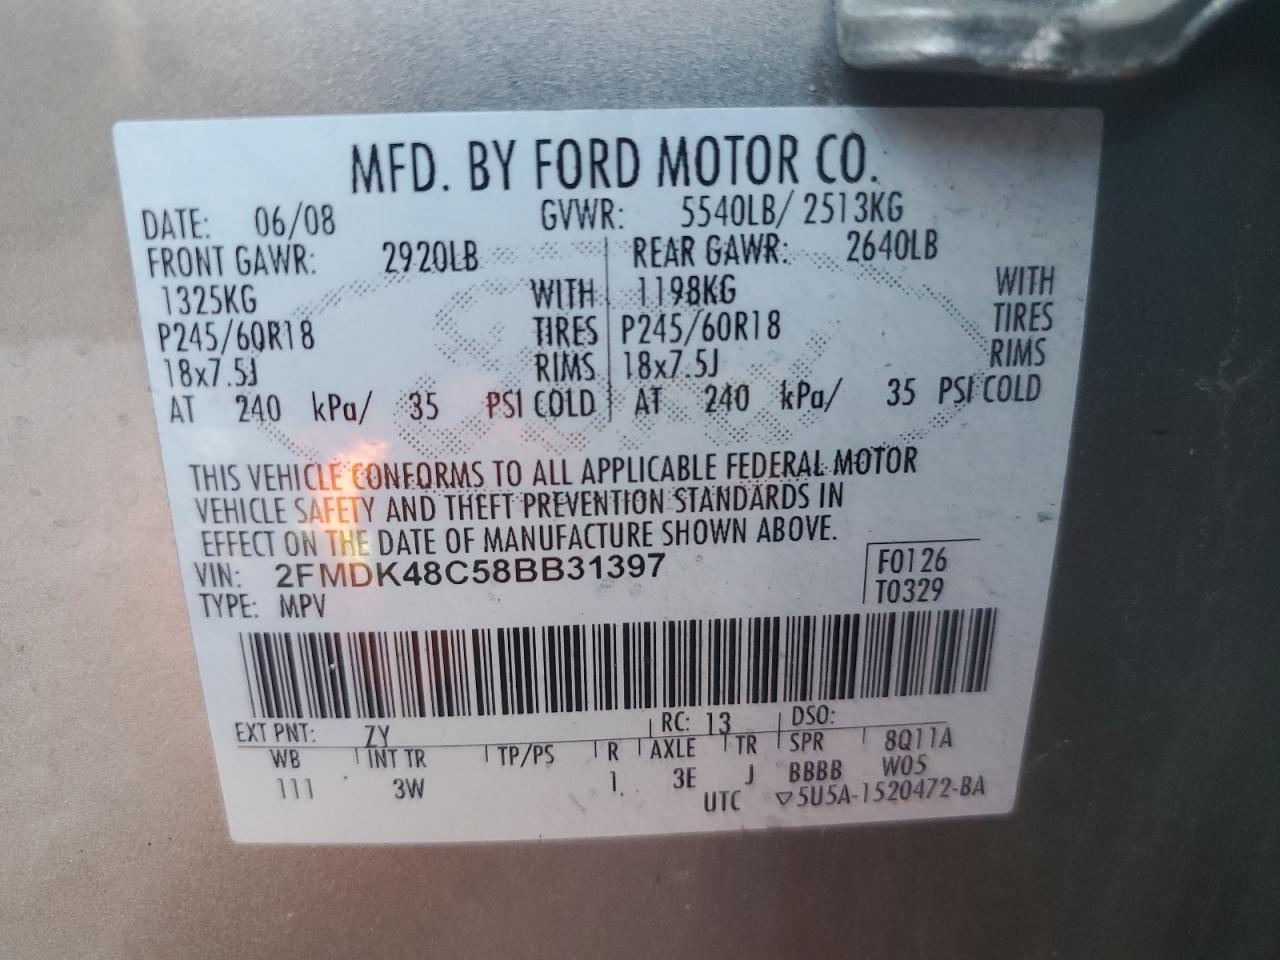 MFD. BY FORD MOTOR CO.
DATE: 06/08 GVWR: 5540LB/ 2513KG
FRONT GAWR: 2920LB REAR GAWR: 2640LB
1325KG WITH 1198KG WITH
P245/60R18 TIRES P245/60R18 TIRES
18x7.5J RIMS 18x7.5J RIMS
AT 240 kPa/ 35 PSI COLD AT 240 kPa/ 35 PSI COLD
THIS VEHICLE CONFORMS TO ALL APPLICABLE FEDERAL MOTOR
VEHICLE SAFETY AND THEFT PREVENTION STANDARDS IN
EFFECT ON THE DATE OF MANUFACTURE SHOWN ABOVE.
VIN: 2FMDK48C58BB31397 F0126
TYPE: MPV T0329
EXT PNT: ZY RC: 13 DSO:
WB INT TR TP/PS R AXLE TR SPR 8Q11A
111 3W 1 3E J BBBB W05
UTC ▽5U5A-1520472-BA